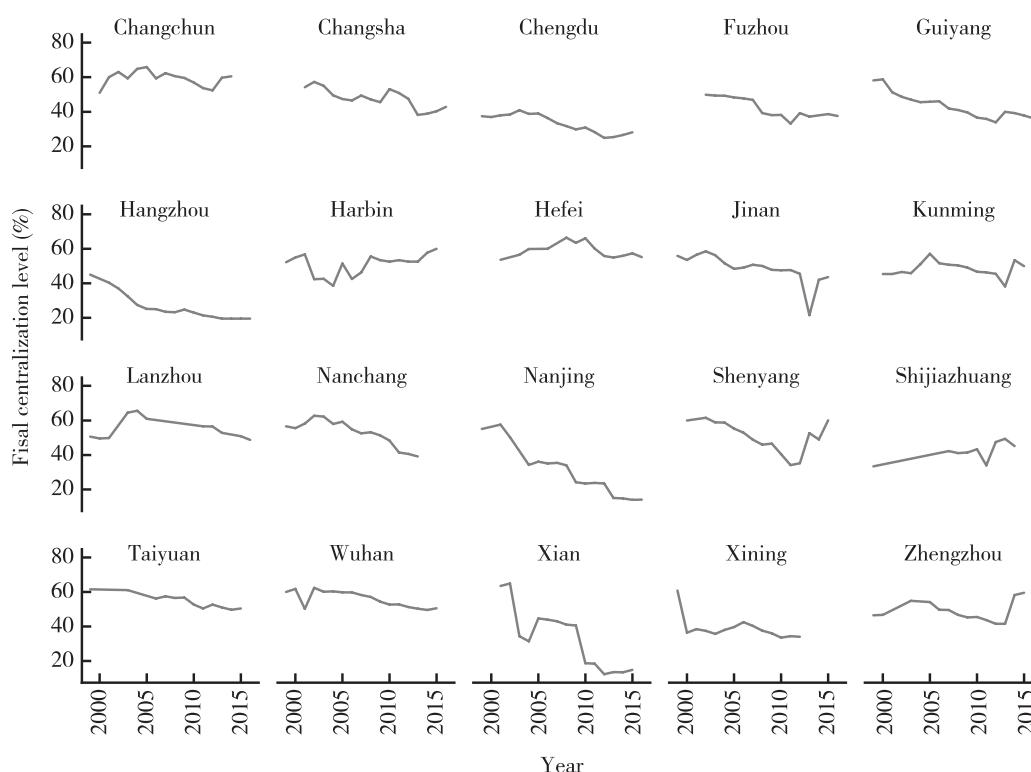 Changchun Changsha Chengdu Fuzhou Guiyang
80
60
40
20
Hangzhou Harbin Hefei Jinan Kunming
80
60
40
20
Lanzhou Nanchang Nanjing Shenyang Shijiazhuang
80
60
40
20
Taiyuan Wuhan Xian Xining Zhengzhou
80
60
40
20
Fisal centralization level (%)
2000 2005 2010 2015 2000 2005 2010 2015 2000 2005 2010 2015 2000 2005 2010 2015 2000 2005 2010 2015
Year